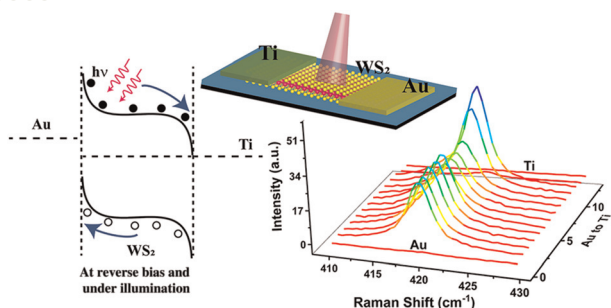 hν
Au
Ti
WS₂
At reverse bias and
under illumination
Ti
WS₂
Au
Intensity (a.u.)
51
34
17
0
Ti
Au
410
415
420
425
430
Raman Shift (cm⁻¹)
0
5
10
Au to Ti